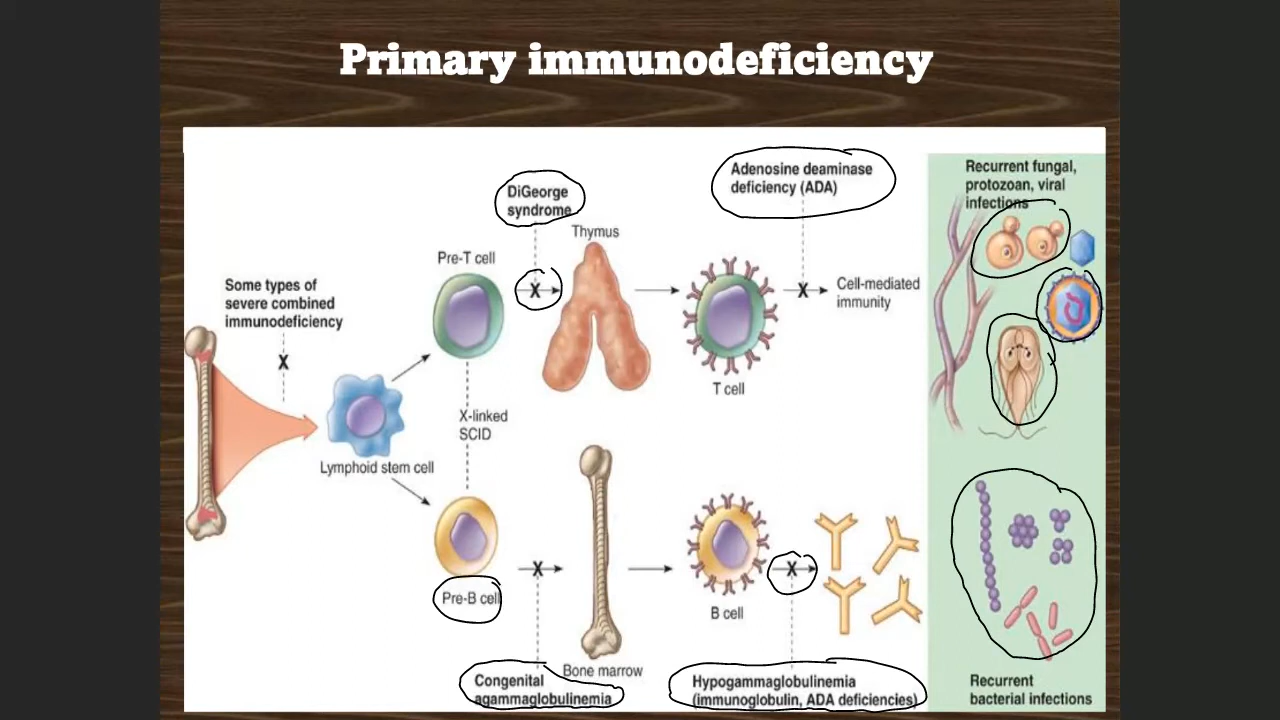 Primary immunodeficiency
DiGeorge
syndrome
Adenosine deaminase
deficiency (ADA)
Recurrent fungal,
protozoan, viral
infections
Thymus
Pre-T cell
Some types of
severe combined
immunodeficiency
X
X
X
Cell-mediated
immunity
T cell
X-linked
SCID
Lymphoid stem cell
X
X
Pre-B cell
B cell
Bone marrow
Congenital
agammaglobulinemia
Hypogammaglobulinemia
(immunoglobulin, ADA deficiencies)
Recurrent
bacterial infections